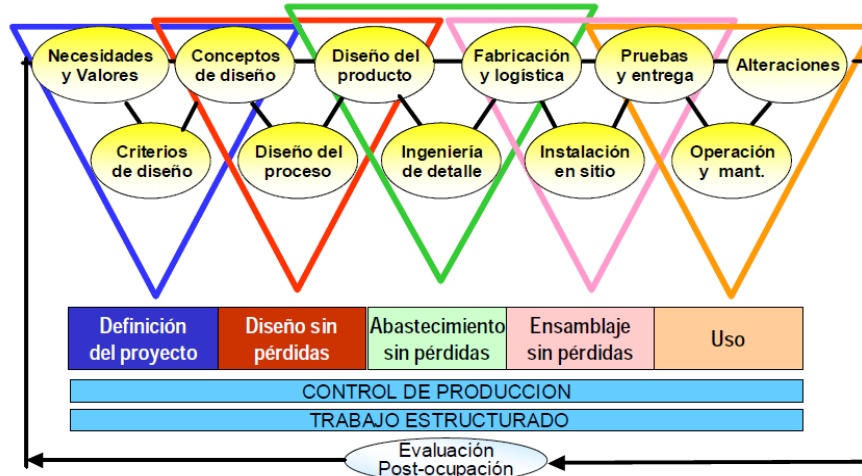 Necesidades
y Valores
Conceptos
de diseño
Diseño del
producto
Fabricación
y logística
Pruebas
y entrega
Alteraciones
Criterios
de diseño
Diseño del
proceso
Ingeniería
de detalle
Instalación
en sitio
Operación
y mant.
Definición
del proyecto
Diseño sin
pérdidas
Abastecimiento
sin pérdidas
Ensamblaje
sin pérdidas
Uso
CONTROL DE PRODUCCION
TRABAJO ESTRUCTURADO
Evaluación
Post-ocupación